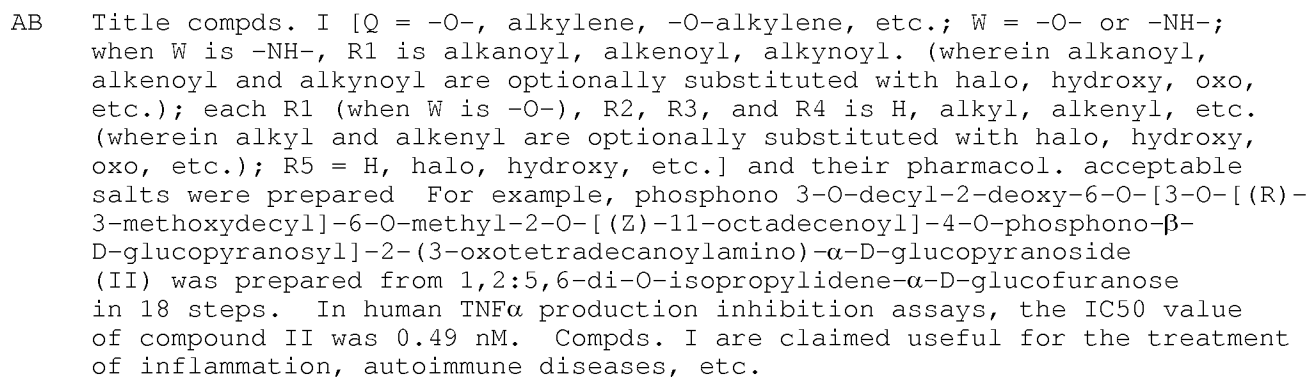 AB Title compds. I [Q = -O-, alkylene, -O-alkylene, etc.; W = -O- or -NH-;
when W is -NH-, R1 is alkanoyl, alkenoyl, alkynoyl. (wherein alkanoyl,
alkenoyl and alkynoyl are optionally substituted with halo, hydroxy, oxo,
etc.); each R1 (when W is -O-), R2, R3, and R4 is H, alkyl, alkenyl, etc.
(wherein alkyl and alkenyl are optionally substituted with halo, hydroxy,
oxo, etc.); R5 = H, halo, hydroxy, etc.] and their pharmacol. acceptable
salts were prepared For example, phosphono 3-O-decyl-2-deoxy-6-O-[3-O-[(R)-
3-methoxydecyl]-6-O-methyl-2-O-[(Z)-11-octadecenoyl]-4-O-phosphono-β-
D-glucopyranosyl]-2-(3-oxotetradecanoylamino)-α-D-glucopyranoside
(II) was prepared from 1,2:5,6-di-O-isopropylidene-α-D-glucofuranose
in 18 steps. In human TNFα production inhibition assays, the IC50 value
of compound II was 0.49 nM. Compds. I are claimed useful for the treatment
of inflammation, autoimmune diseases, etc.